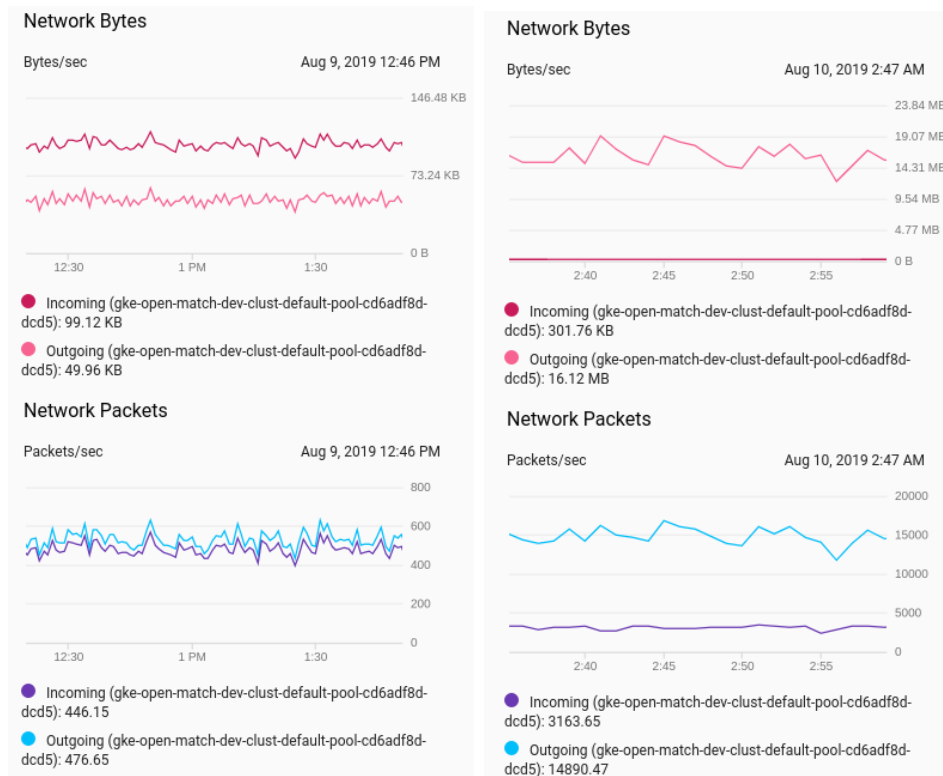 Network Bytes
Bytes/sec Aug 9, 2019 12:46 PM
146.48 KB
73.24 KB
0 B
12:30 1 PM 1:30
Incoming (gke-open-match-dev-clust-default-pool-cd6adf8d-
dcd5): 99.12 KB
Outgoing (gke-open-match-dev-clust-default-pool-cd6adf8d-
dcd5): 49.96 KB
Network Packets
Packets/sec Aug 9, 2019 12:46 PM
800
600
400
200
0
12:30 1 PM 1:30
Incoming (gke-open-match-dev-clust-default-pool-cd6adf8d-
dcd5): 446.15
Outgoing (gke-open-match-dev-clust-default-pool-cd6adf8d-
dcd5): 476.65
Network Bytes
Bytes/sec Aug 10, 2019 2:47 AM
23.84 MB
19.07 MB
14.31 MB
9.54 MB
4.77 MB
0 B
2:40 2:45 2:50 2:55
Incoming (gke-open-match-dev-clust-default-pool-cd6adf8d-
dcd5): 301.76 KB
Outgoing (gke-open-match-dev-clust-default-pool-cd6adf8d-
dcd5): 16.12 MB
Network Packets
Packets/sec Aug 10, 2019 2:47 AM
20000
15000
10000
5000
0
2:40 2:45 2:50 2:55
Incoming (gke-open-match-dev-clust-default-pool-cd6adf8d-
dcd5): 3163.65
Outgoing (gke-open-match-dev-clust-default-pool-cd6adf8d-
dcd5): 14890.47